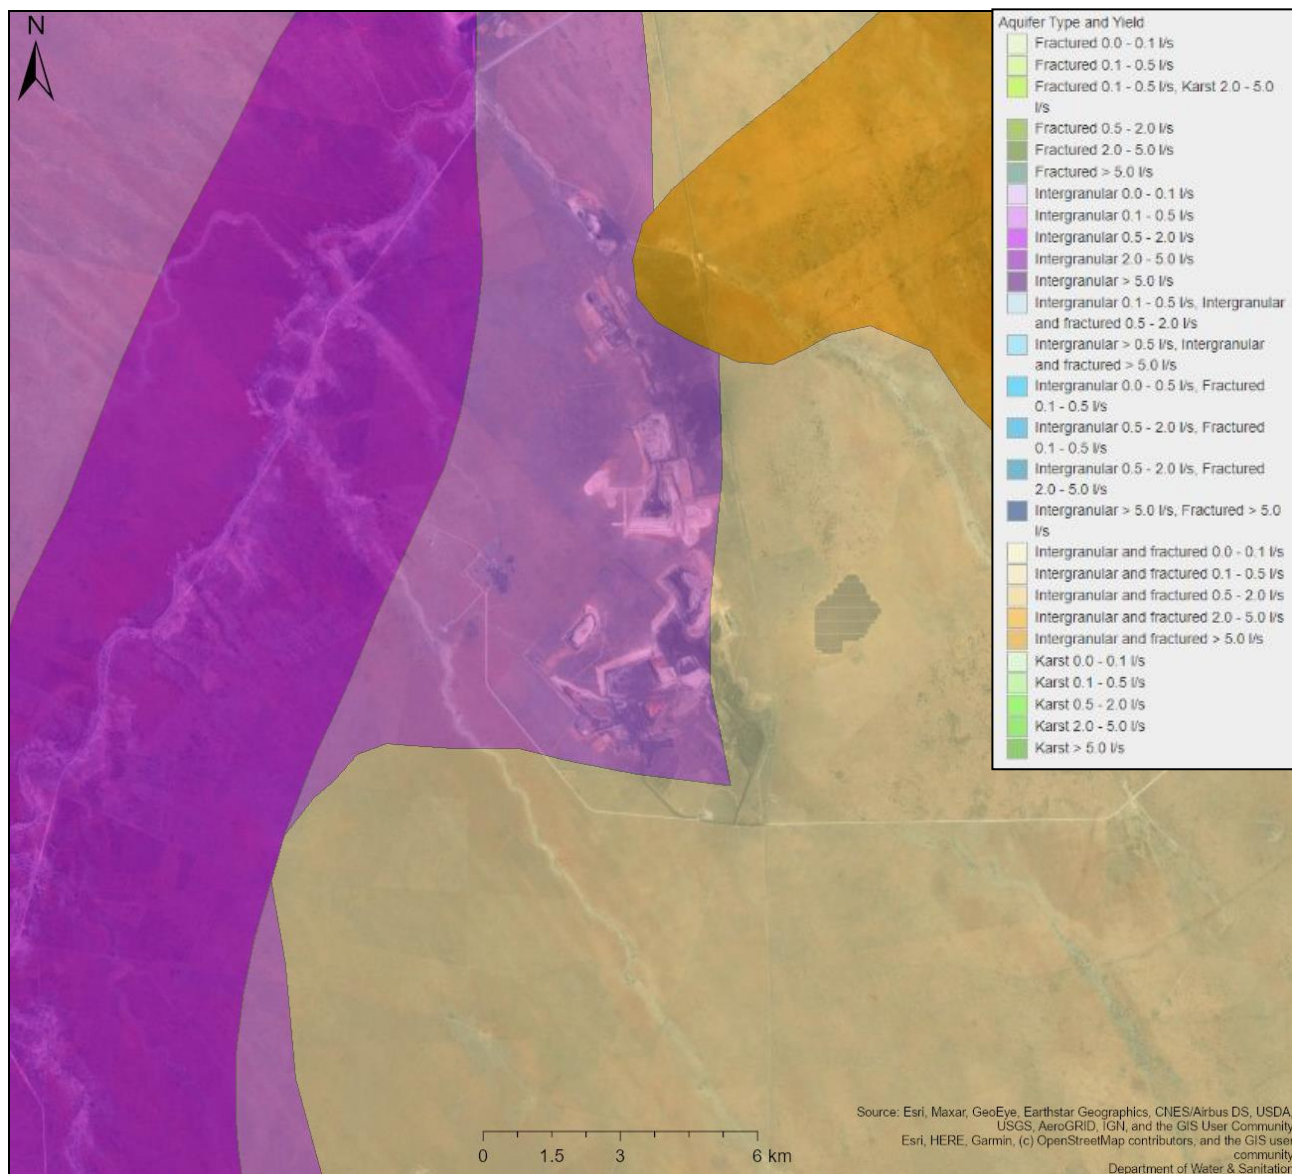 N
Aquifer Type and Yield
Fractured 0.0 - 0.1 l/s
Fractured 0.1 - 0.5 l/s
Fractured 0.1 - 0.5 l/s, Karst 2.0 - 5.0
l/s
Fractured 0.5 - 2.0 l/s
Fractured 2.0 - 5.0 l/s
Fractured > 5.0 l/s
Intergranular 0.0 - 0.1 l/s
Intergranular 0.1 - 0.5 l/s
Intergranular 0.5 - 2.0 l/s
Intergranular 2.0 - 5.0 l/s
Intergranular > 5.0 l/s
Intergranular 0.1 - 0.5 l/s, Intergranular
and fractured 0.5 - 2.0 l/s
Intergranular > 0.5 l/s, Intergranular
and fractured > 5.0 l/s
Intergranular 0.0 - 0.5 l/s, Fractured
0.1 - 0.5 l/s
Intergranular 0.5 - 2.0 l/s, Fractured
0.1 - 0.5 l/s
Intergranular 0.5 - 2.0 l/s, Fractured
2.0 - 5.0 l/s
Intergranular > 5.0 l/s, Fractured > 5.0
l/s
Intergranular and fractured 0.0 - 0.1 l/s
Intergranular and fractured 0.1 - 0.5 l/s
Intergranular and fractured 0.5 - 2.0 l/s
Intergranular and fractured 2.0 - 5.0 l/s
Intergranular and fractured > 5.0 l/s
Karst 0.0 - 0.1 l/s
Karst 0.1 - 0.5 l/s
Karst 0.5 - 2.0 l/s
Karst 2.0 - 5.0 l/s
Karst > 5.0 l/s
0 1.5 3 6 km
Source: Esri, Maxar, GeoEye, Earthstar Geographics, CNES/Airbus DS, USDA,
USGS, AeroGRID, IGN, and the GIS User Community
Esri, HERE, Garmin, (c) OpenStreetMap contributors, and the GIS user
community
Department of Water & Sanitation